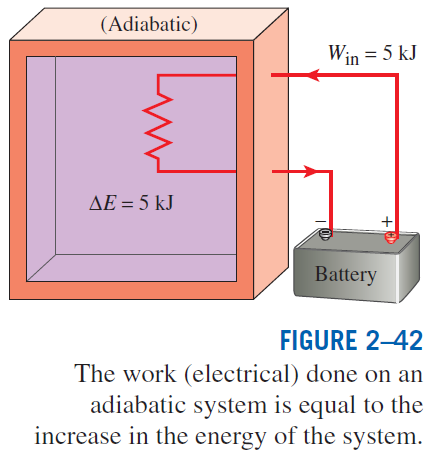 (Adiabatic)
Win = 5 kJ
ΔE = 5 kJ
− +
Battery
FIGURE 2–42
The work (electrical) done on an
adiabatic system is equal to the
increase in the energy of the system.